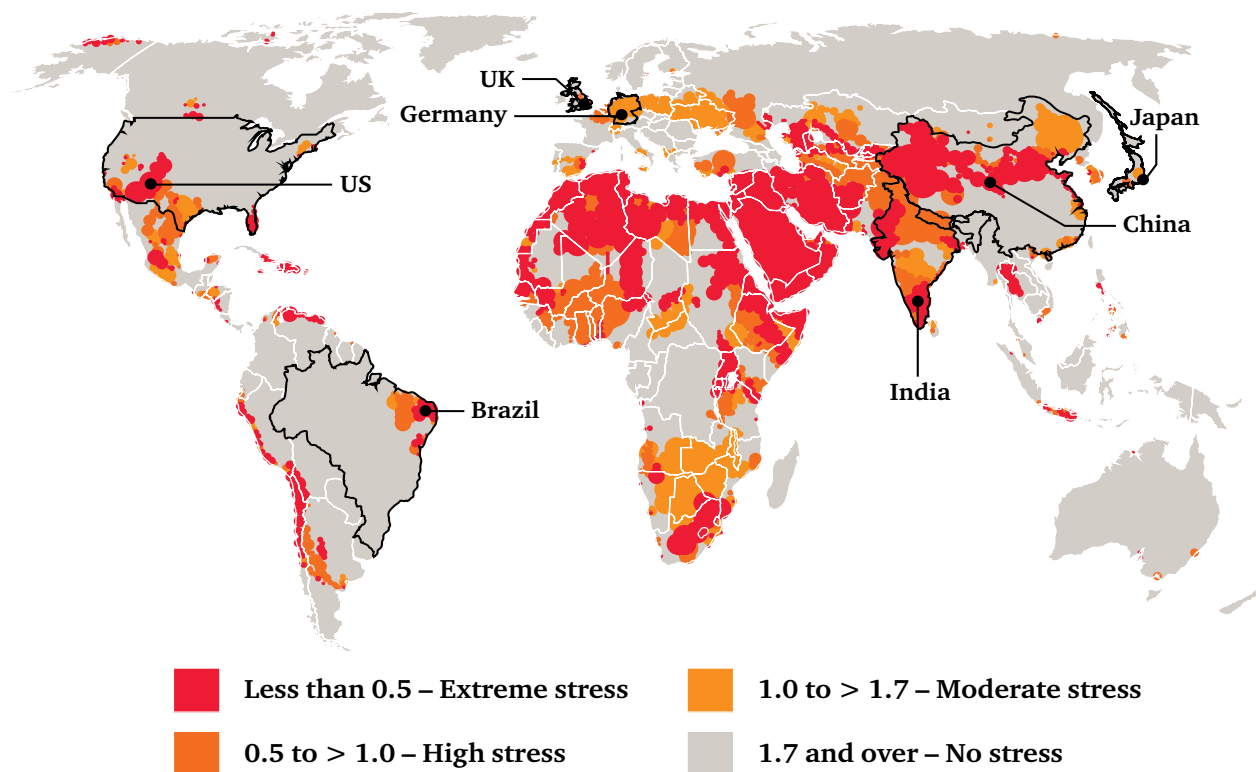 UK
Germany
Japan
US
China
India
Brazil
Less than 0.5 – Extreme stress
1.0 to > 1.7 – Moderate stress
0.5 to > 1.0 – High stress
1.7 and over – No stress